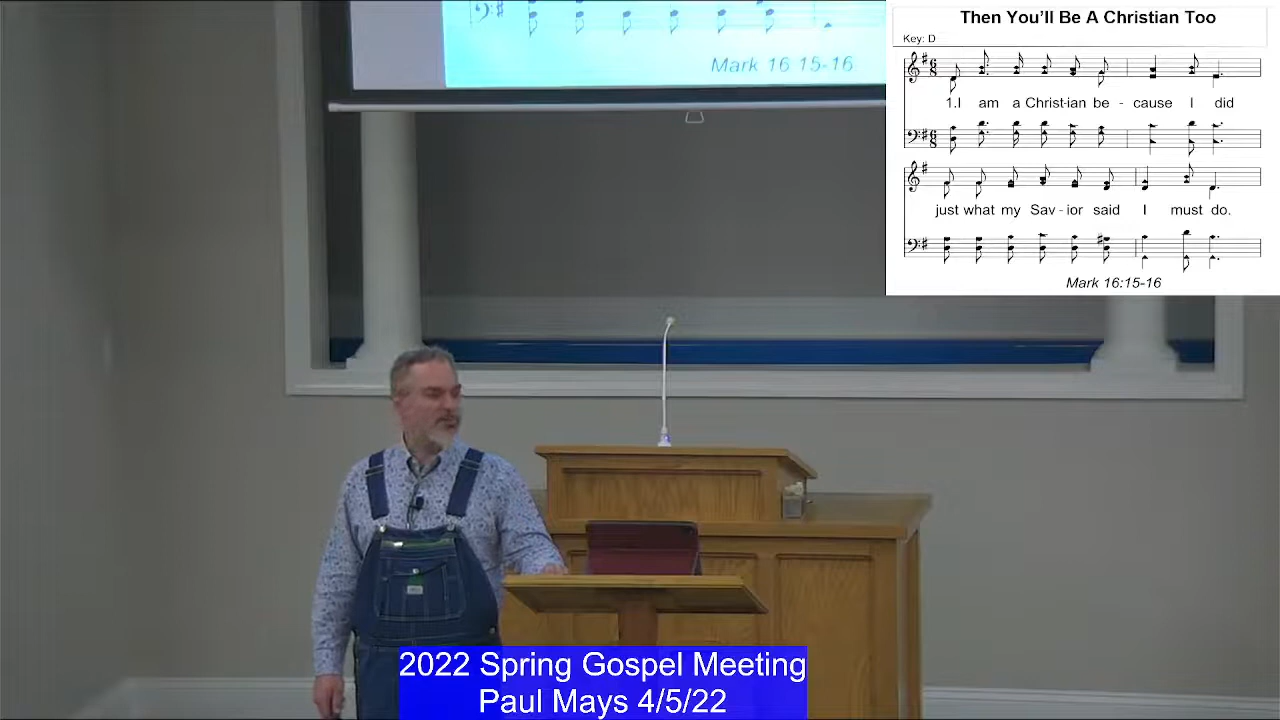 Mark 16 15-16
Then You'll Be A Christian Too
Key: D
1.I am a Christ-ian be - cause I did
just what my Sav - ior said I must do.
Mark 16:15-16
2022 Spring Gospel Meeting
Paul Mays 4/5/22